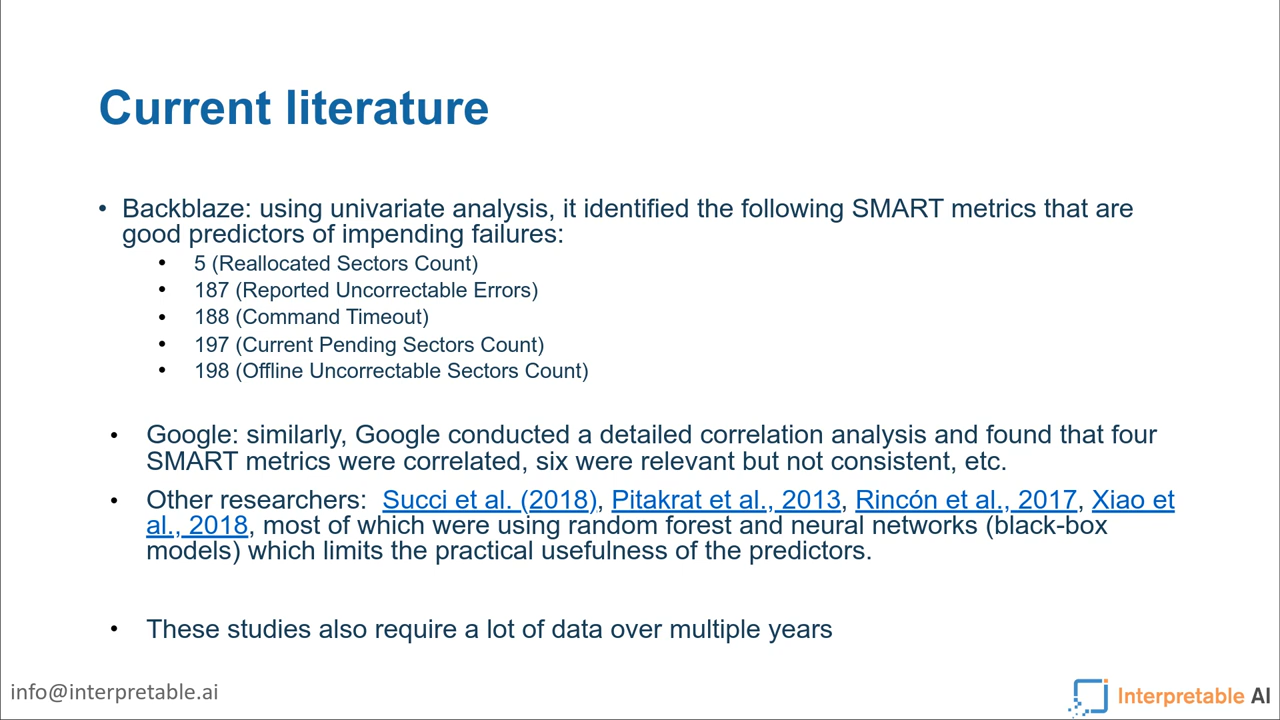 Current literature
• Backblaze: using univariate analysis, it identified the following SMART metrics that are
good predictors of impending failures:
• 5 (Reallocated Sectors Count)
• 187 (Reported Uncorrectable Errors)
• 188 (Command Timeout)
• 197 (Current Pending Sectors Count)
• 198 (Offline Uncorrectable Sectors Count)
• Google: similarly, Google conducted a detailed correlation analysis and found that four
SMART metrics were correlated, six were relevant but not consistent, etc.
• Other researchers: Succi et al. (2018), Pitakrat et al., 2013, Rincón et al., 2017, Xiao et
al., 2018, most of which were using random forest and neural networks (black-box
models) which limits the practical usefulness of the predictors.
• These studies also require a lot of data over multiple years
info@interpretable.ai
Interpretable AI